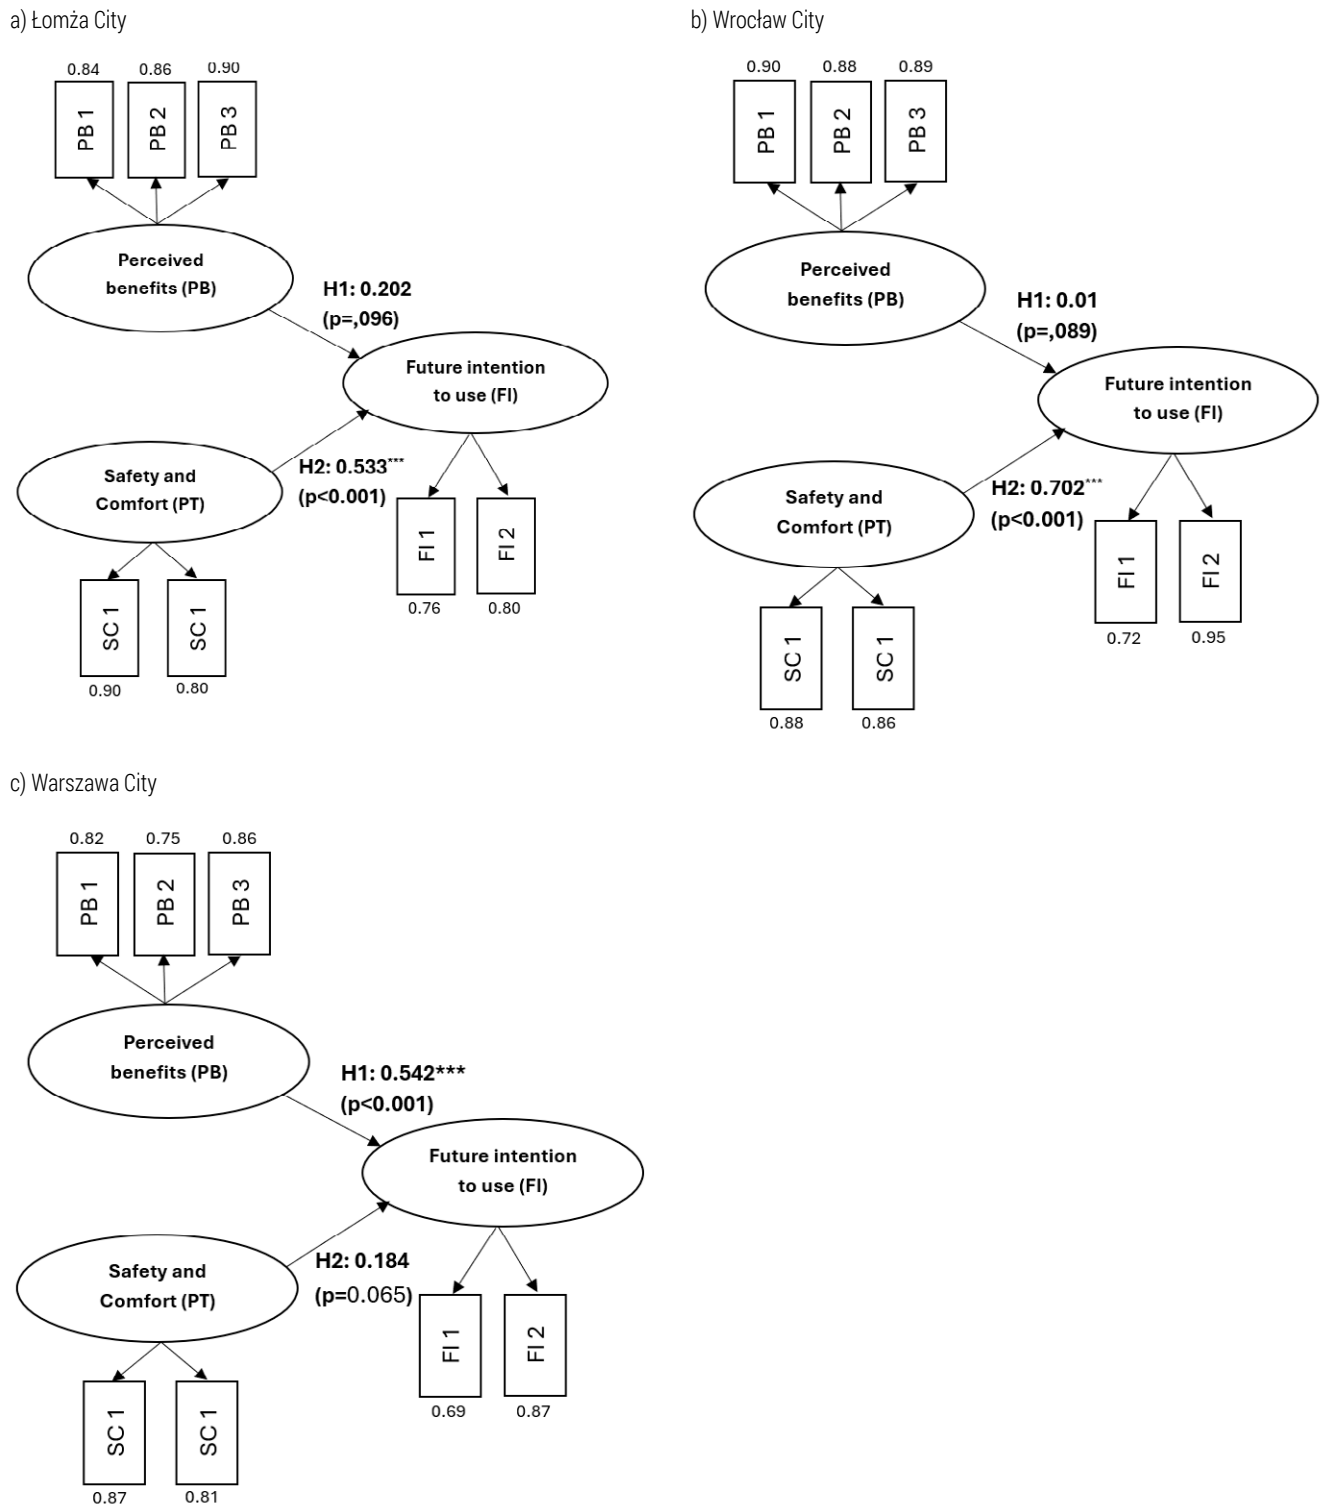 a) Łomża City
0.84 0.86 0.90
PB 1 PB 2 PB 3
Perceived
benefits (PB)
H1: 0.202
(p=,096)
Future intention
to use (FI)
Safety and
Comfort (PT)
H2: 0.533***
(p<0.001)
FI 1 FI 2
0.76 0.80
SC 1 SC 1
0.90 0.80
b) Wrocław City
0.90 0.88 0.89
PB 1 PB 2 PB 3
Perceived
benefits (PB)
H1: 0.01
(p=,089)
Future intention
to use (FI)
Safety and
Comfort (PT)
H2: 0.702***
(p<0.001)
FI 1 FI 2
0.72 0.95
SC 1 SC 1
0.88 0.86
c) Warszawa City
0.82 0.75 0.86
PB 1 PB 2 PB 3
Perceived
benefits (PB)
H1: 0.542***
(p<0.001)
Future intention
to use (FI)
Safety and
Comfort (PT)
H2: 0.184
(p=0.065)
FI 1 FI 2
0.69 0.87
SC 1 SC 1
0.87 0.81